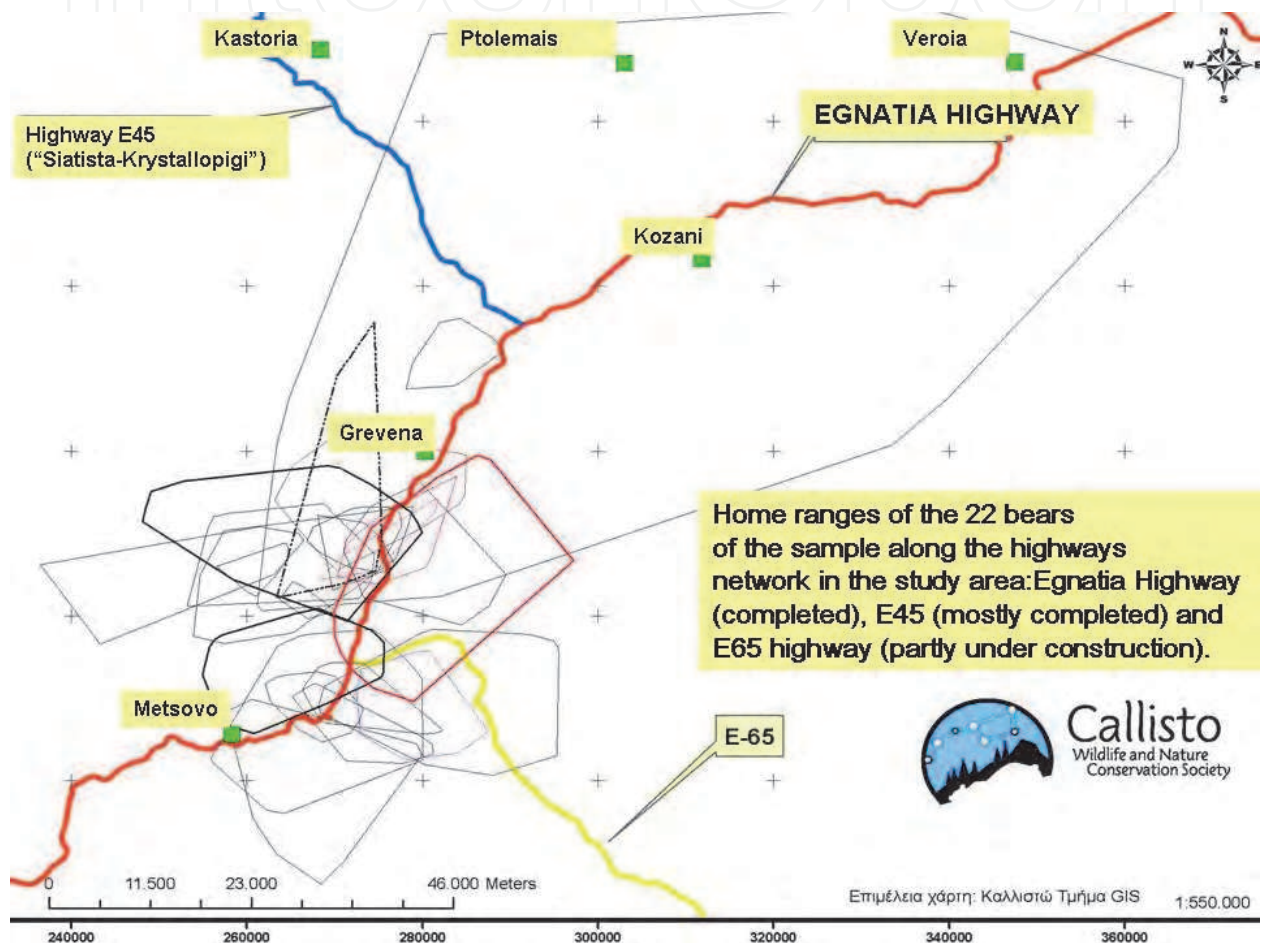 Kastoria
Ptolemais
Veroia
N
W E
S
EGNATIA HIGHWAY
Highway E45
("Siatista-Krystallopigi")
Kozani
Grevena
Home ranges of the 22 bears
of the sample along the highways
network in the study area:Egnatia Highway
(completed), E45 (mostly completed) and
E65 highway (partly under construction).
Metsovo
E-65
Callisto
Wildlife and Nature
Conservation Society
0 11.500 23.000 46.000 Meters
Επιμέλεια χάρτη: Καλλιστώ Τμήμα GIS 1:550.000
240000 260000 280000 300000 320000 340000 360000